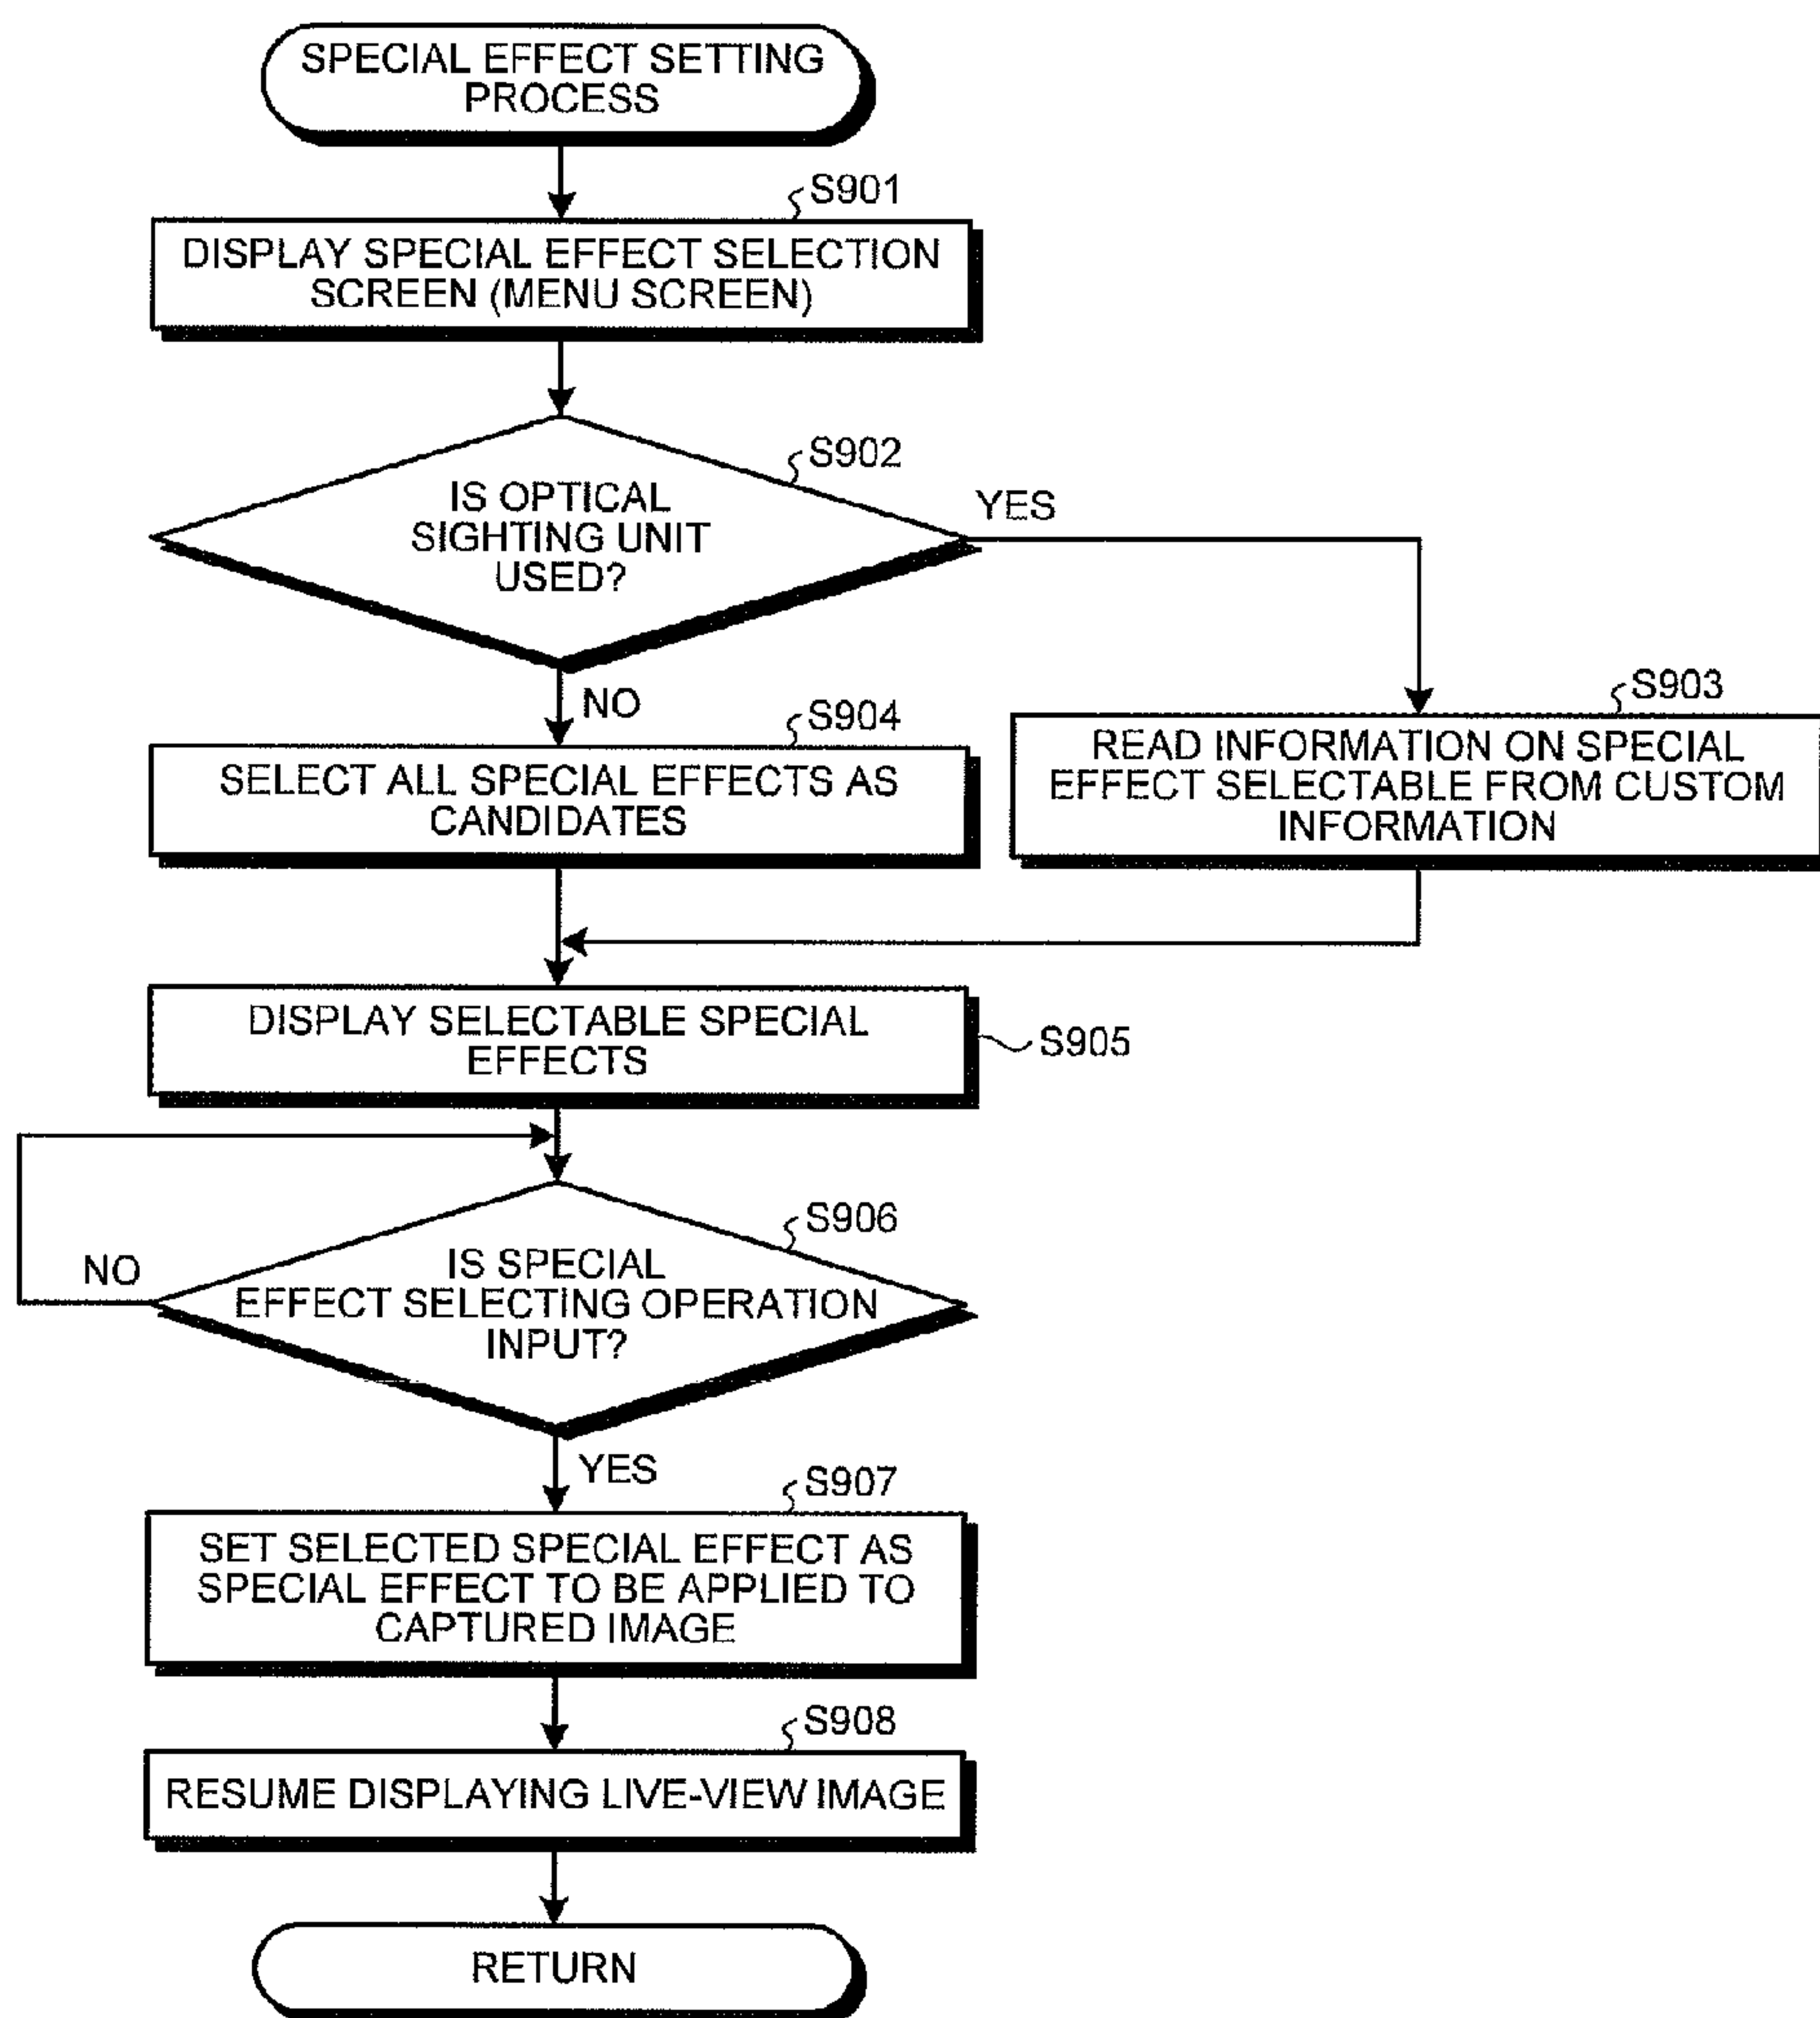 SPECIAL EFFECT SETTING
PROCESS
S901
DISPLAY SPECIAL EFFECT SELECTION
SCREEN (MENU SCREEN)
S902
IS OPTICAL
SIGHTING UNIT
USED?
YES
NO
S903
READ INFORMATION ON SPECIAL
EFFECT SELECTABLE FROM CUSTOM
INFORMATION
S904
SELECT ALL SPECIAL EFFECTS AS
CANDIDATES
DISPLAY SELECTABLE SPECIAL
EFFECTS
S905
S906
IS SPECIAL
EFFECT SELECTING OPERATION
INPUT?
NO
YES
S907
SET SELECTED SPECIAL EFFECT AS
SPECIAL EFFECT TO BE APPLIED TO
CAPTURED IMAGE
S908
RESUME DISPLAYING LIVE-VIEW IMAGE
RETURN